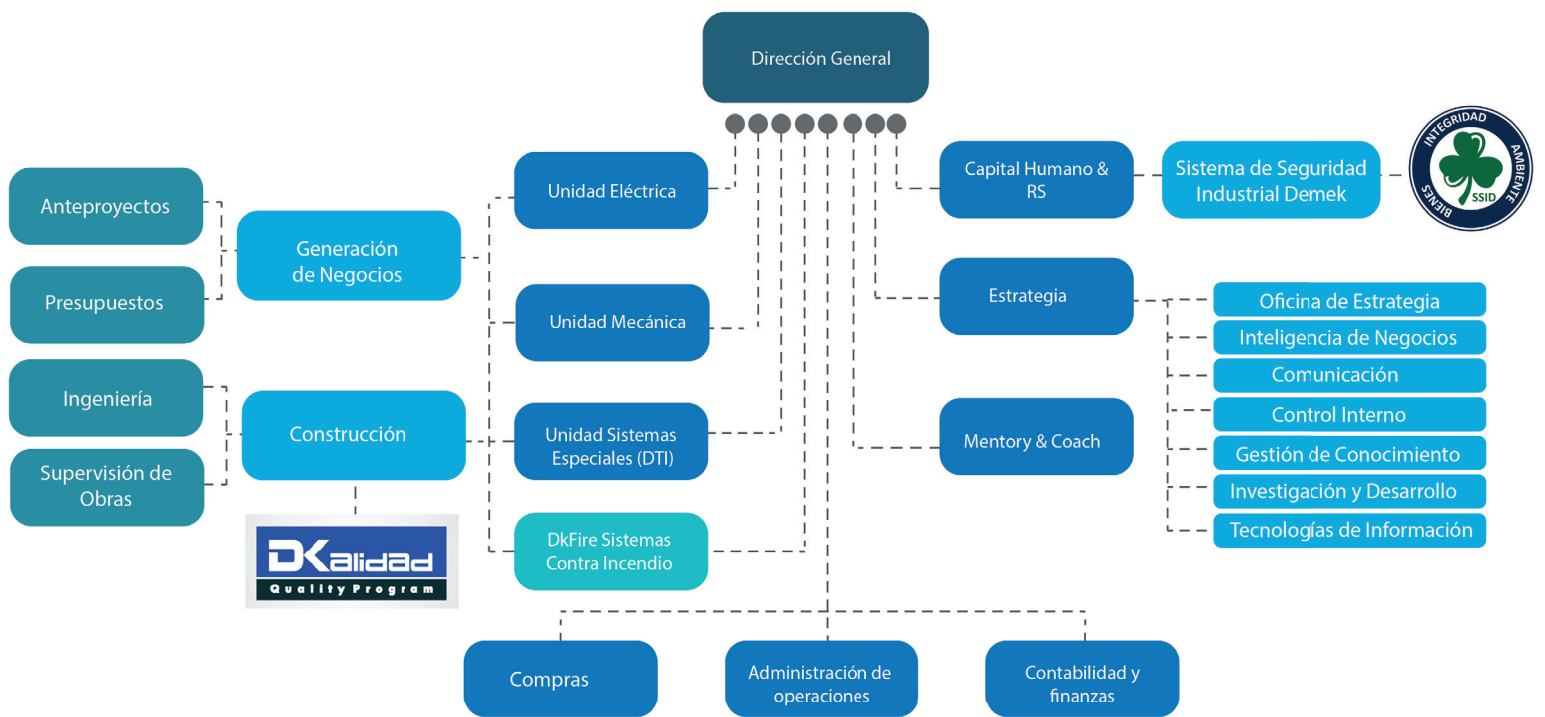 Dirección General
Anteproyectos
Presupuestos
Generación
de Negocios
Ingeniería
Supervisión de
Obras
Construcción
DKalidad
Quality Program
Unidad Eléctrica
Unidad Mecánica
Unidad Sistemas
Especiales (DTI)
DkFire Sistemas
Contra Incendio
Capital Humano &
RS
Sistema de Seguridad
Industrial Demek
INTEGRIDAD
AMBIENTE
BIENES
SSID
Estrategia
Oficina de Estrategia
Inteligencia de Negocios
Comunicación
Control Interno
Gestión de Conocimiento
Investigación y Desarrollo
Tecnologías de Información
Mentory & Coach
Compras
Administración de
operaciones
Contabilidad y
finanzas